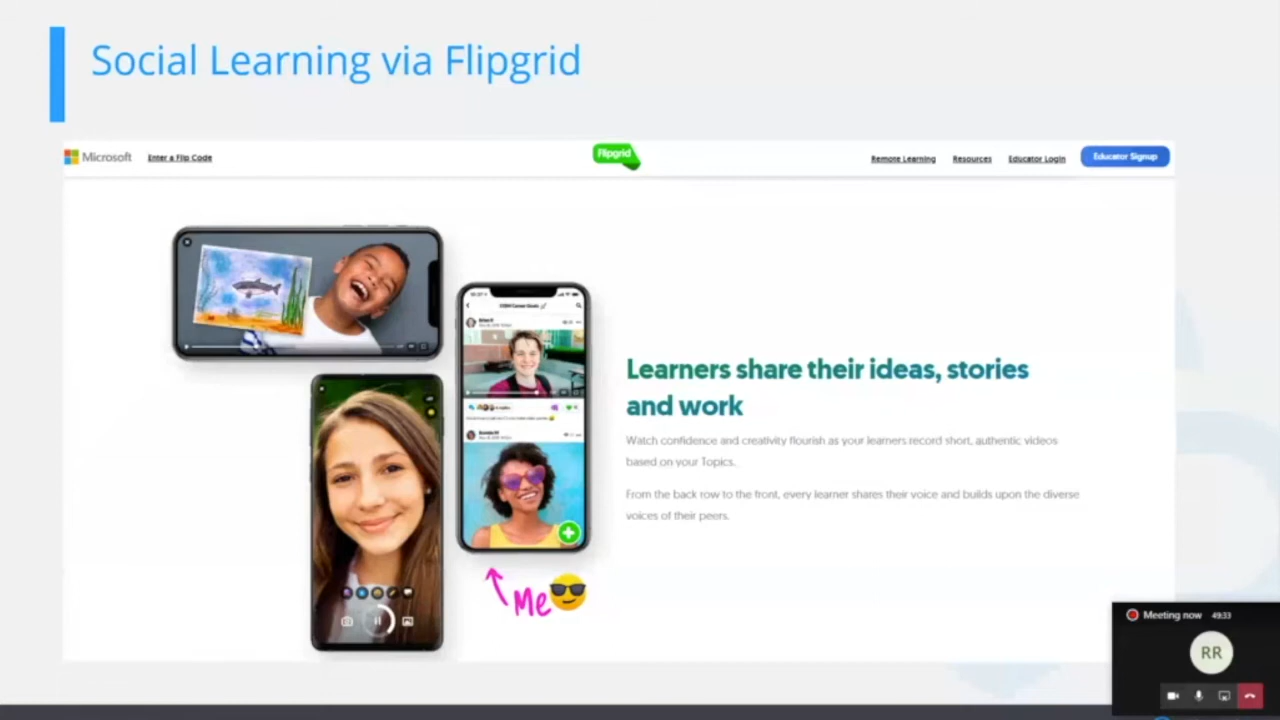 Social Learning via Flipgrid
Microsoft
Enter a Flip Code
Flipgrid
Remote Learning
Resources
Educator Login
Educator Signup
Learners share their ideas, stories
and work
Watch confidence and creativity flourish as your learners record short, authentic videos
based on your Topics.
From the back row to the front, every learner shares their voice and builds upon the diverse
voices of their peers.
Me
Meeting now 49:33
RR